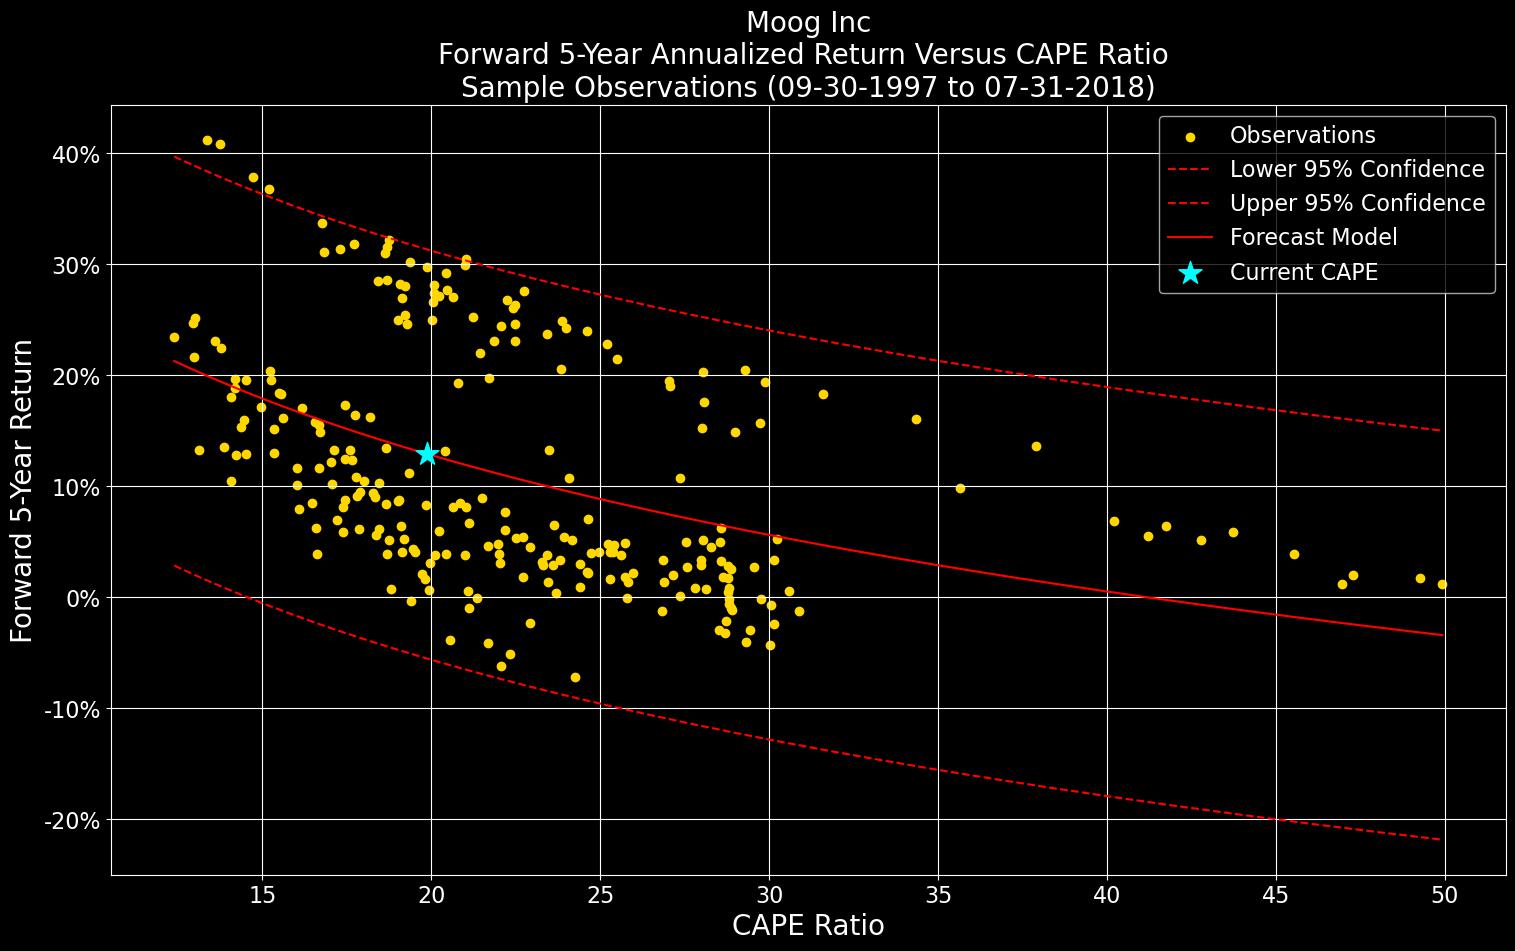 Moog Inc
Forward 5-Year Annualized Return Versus CAPE Ratio
Sample Observations (09-30-1997 to 07-31-2018)
Observations
Lower 95% Confidence
Upper 95% Confidence
Forecast Model
Current CAPE
Forward 5-Year Return
40%
30%
20%
10%
0%
-10%
-20%
15 20 25 30 35 40 45 50
CAPE Ratio